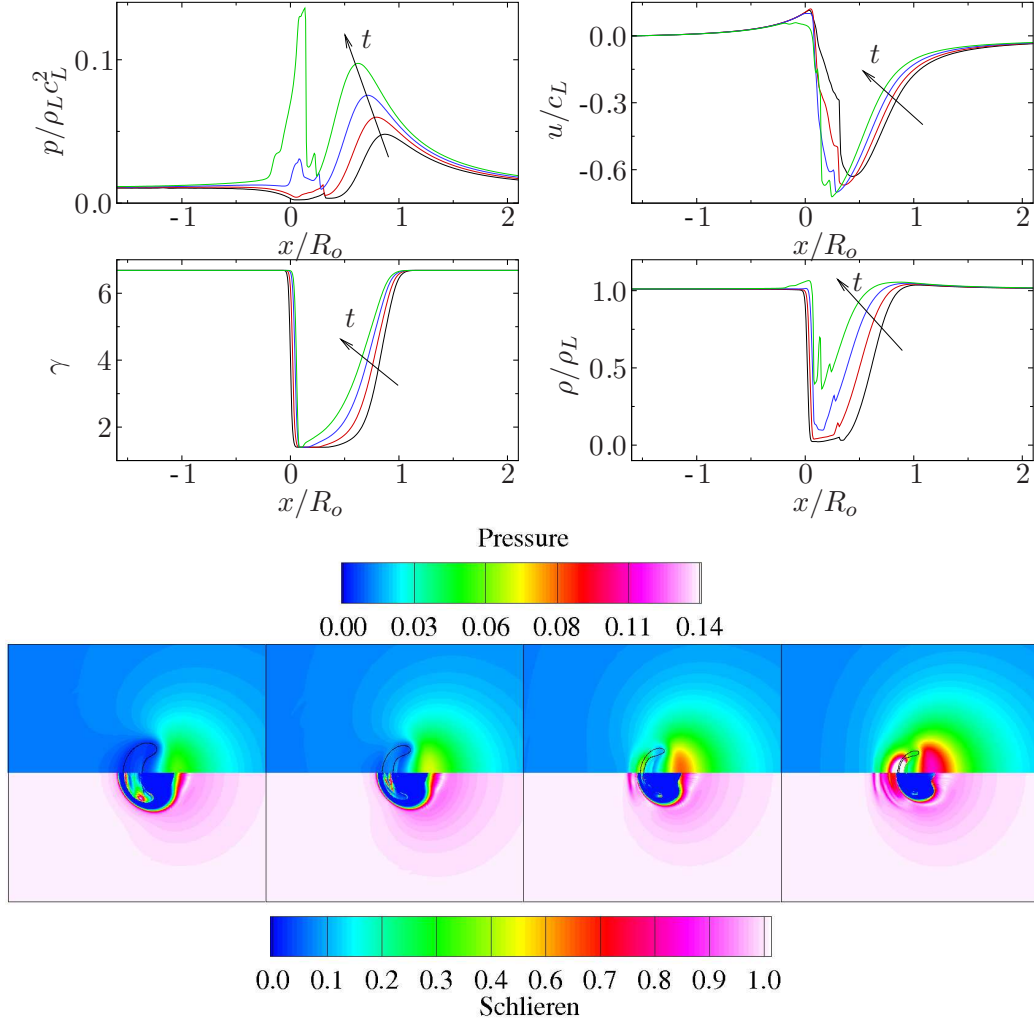 p/ρ_L c_L^2
0.1
0.0
t
-1 0 1 2
x/R_o
u/c_L
0.0
-0.3
-0.6
t
-1 0 1 2
x/R_o
γ
6
4
2
t
-1 0 1 2
x/R_o
ρ/ρ_L
1.0
0.5
0.0
t
-1 0 1 2
x/R_o
Pressure
0.00 0.03 0.06 0.08 0.11 0.14
0.0 0.1 0.2 0.3 0.4 0.5 0.6 0.7 0.8 0.9 1.0
Schlieren